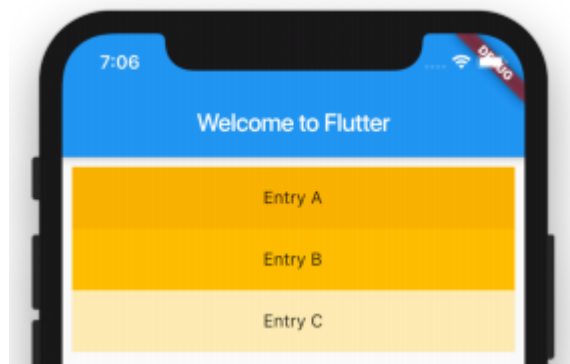 7:06
DEBUG
Welcome to Flutter
Entry A
Entry B
Entry C